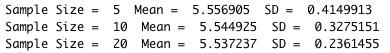 Sample Size =  5  Mean =  5.556905  SD =  0.4149913
Sample Size =  10  Mean =  5.544925  SD =  0.3275151
Sample Size =  20  Mean =  5.537237  SD =  0.2361455